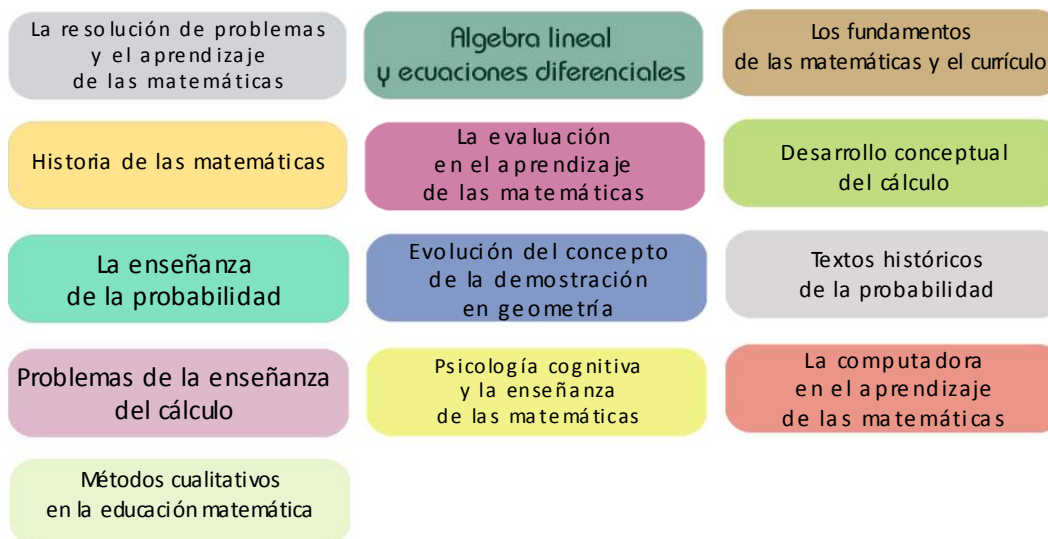 La resolución de problemas
y el aprendizaje
de las matemáticas
Algebra lineal
y ecuaciones diferenciales
Los fundamentos
de las matemáticas y el currículo
Historia de las matemáticas
La evaluación
en el aprendizaje
de las matemáticas
Desarrollo conceptual
del cálculo
La enseñanza
de la probabilidad
Evolución del concepto
de la demostración
en geometría
Textos históricos
de la probabilidad
Problemas de la enseñanza
del cálculo
Psicología cognitiva
y la enseñanza
de las matemáticas
La computadora
en el aprendizaje
de las matemáticas
Métodos cualitativos
en la educación matemática